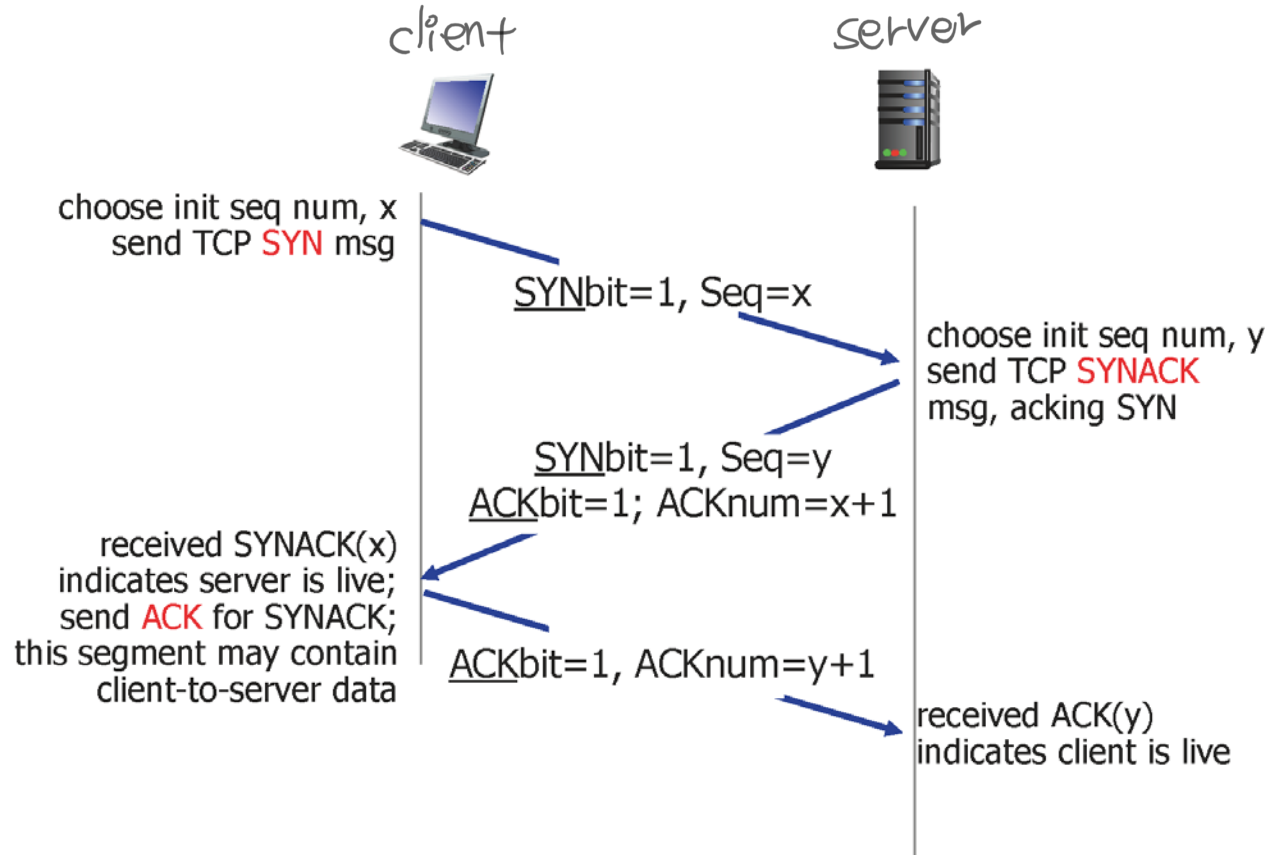 client
server
choose init seq num, x
send TCP SYN msg
SYNbit=1, Seq=x
choose init seq num, y
send TCP SYNACK
msg, acking SYN
SYNbit=1, Seq=y
ACKbit=1; ACKnum=x+1
received SYNACK(x)
indicates server is live;
send ACK for SYNACK;
this segment may contain
client-to-server data
ACKbit=1, ACKnum=y+1
received ACK(y)
indicates client is live